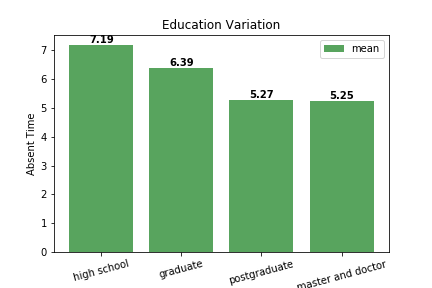 Education Variation
7.19
6.39
5.27
5.25
mean
Absent Time
7
6
5
4
3
2
1
0
high school
graduate
postgraduate
master and doctor